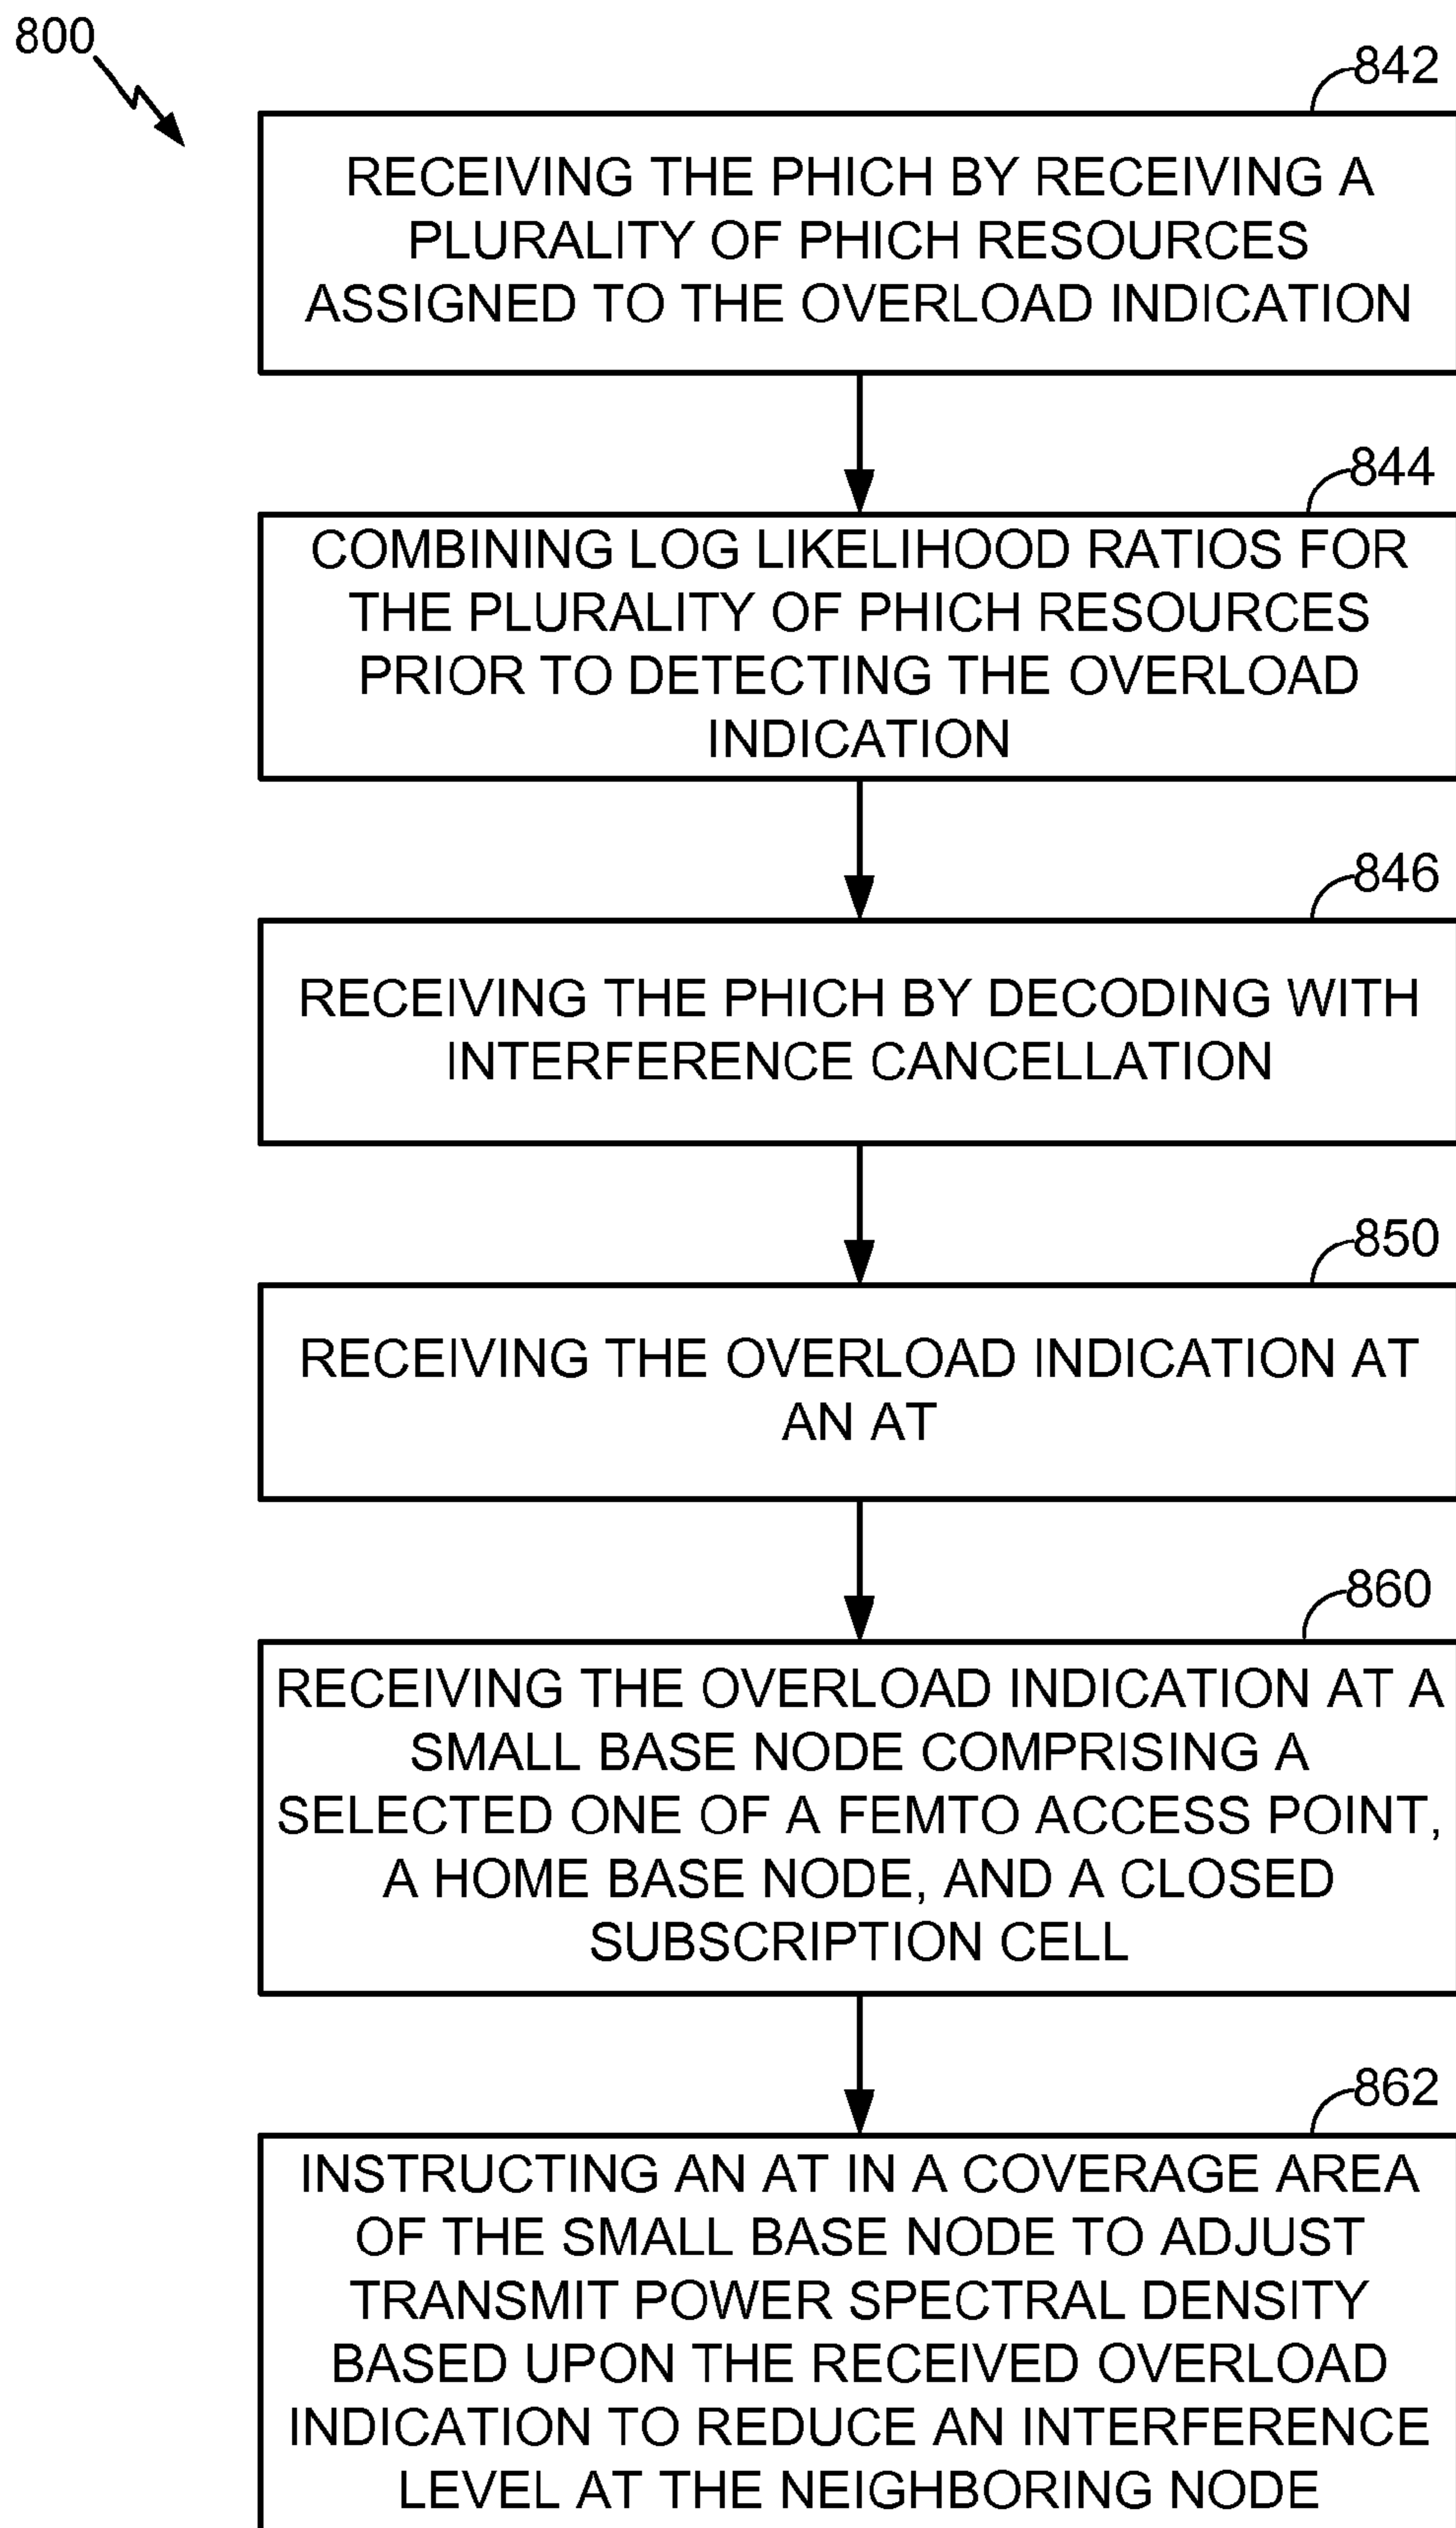 800
842
RECEIVING THE PHICH BY RECEIVING A
PLURALITY OF PHICH RESOURCES
ASSIGNED TO THE OVERLOAD INDICATION
844
COMBINING LOG LIKELIHOOD RATIOS FOR
THE PLURALITY OF PHICH RESOURCES
PRIOR TO DETECTING THE OVERLOAD
INDICATION
846
RECEIVING THE PHICH BY DECODING WITH
INTERFERENCE CANCELLATION
850
RECEIVING THE OVERLOAD INDICATION AT
AN AT
860
RECEIVING THE OVERLOAD INDICATION AT A
SMALL BASE NODE COMPRISING A
SELECTED ONE OF A FEMTO ACCESS POINT,
A HOME BASE NODE, AND A CLOSED
SUBSCRIPTION CELL
862
INSTRUCTING AN AT IN A COVERAGE AREA
OF THE SMALL BASE NODE TO ADJUST
TRANSMIT POWER SPECTRAL DENSITY
BASED UPON THE RECEIVED OVERLOAD
INDICATION TO REDUCE AN INTERFERENCE
LEVEL AT THE NEIGHBORING NODE